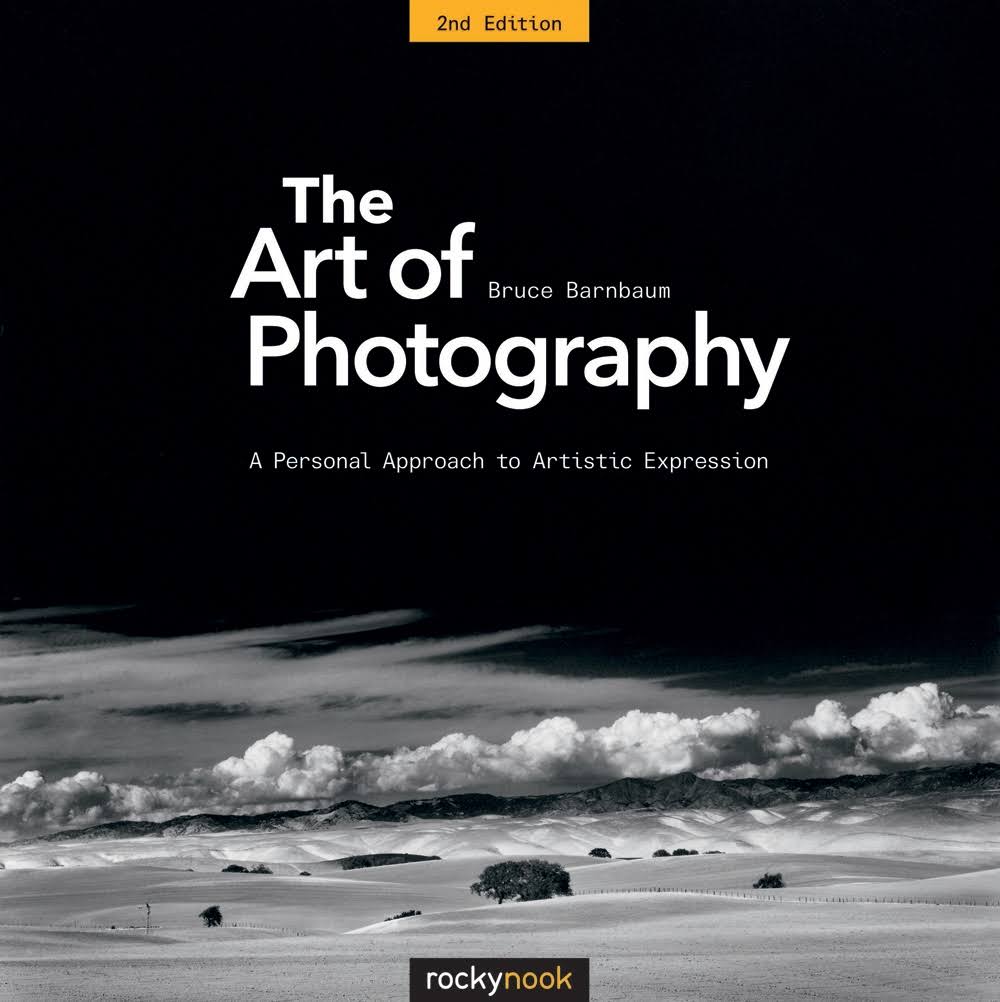 2nd Edition
The
Art of
Bruce Barnbaum
Photography
A Personal Approach to Artistic Expression
rockynook